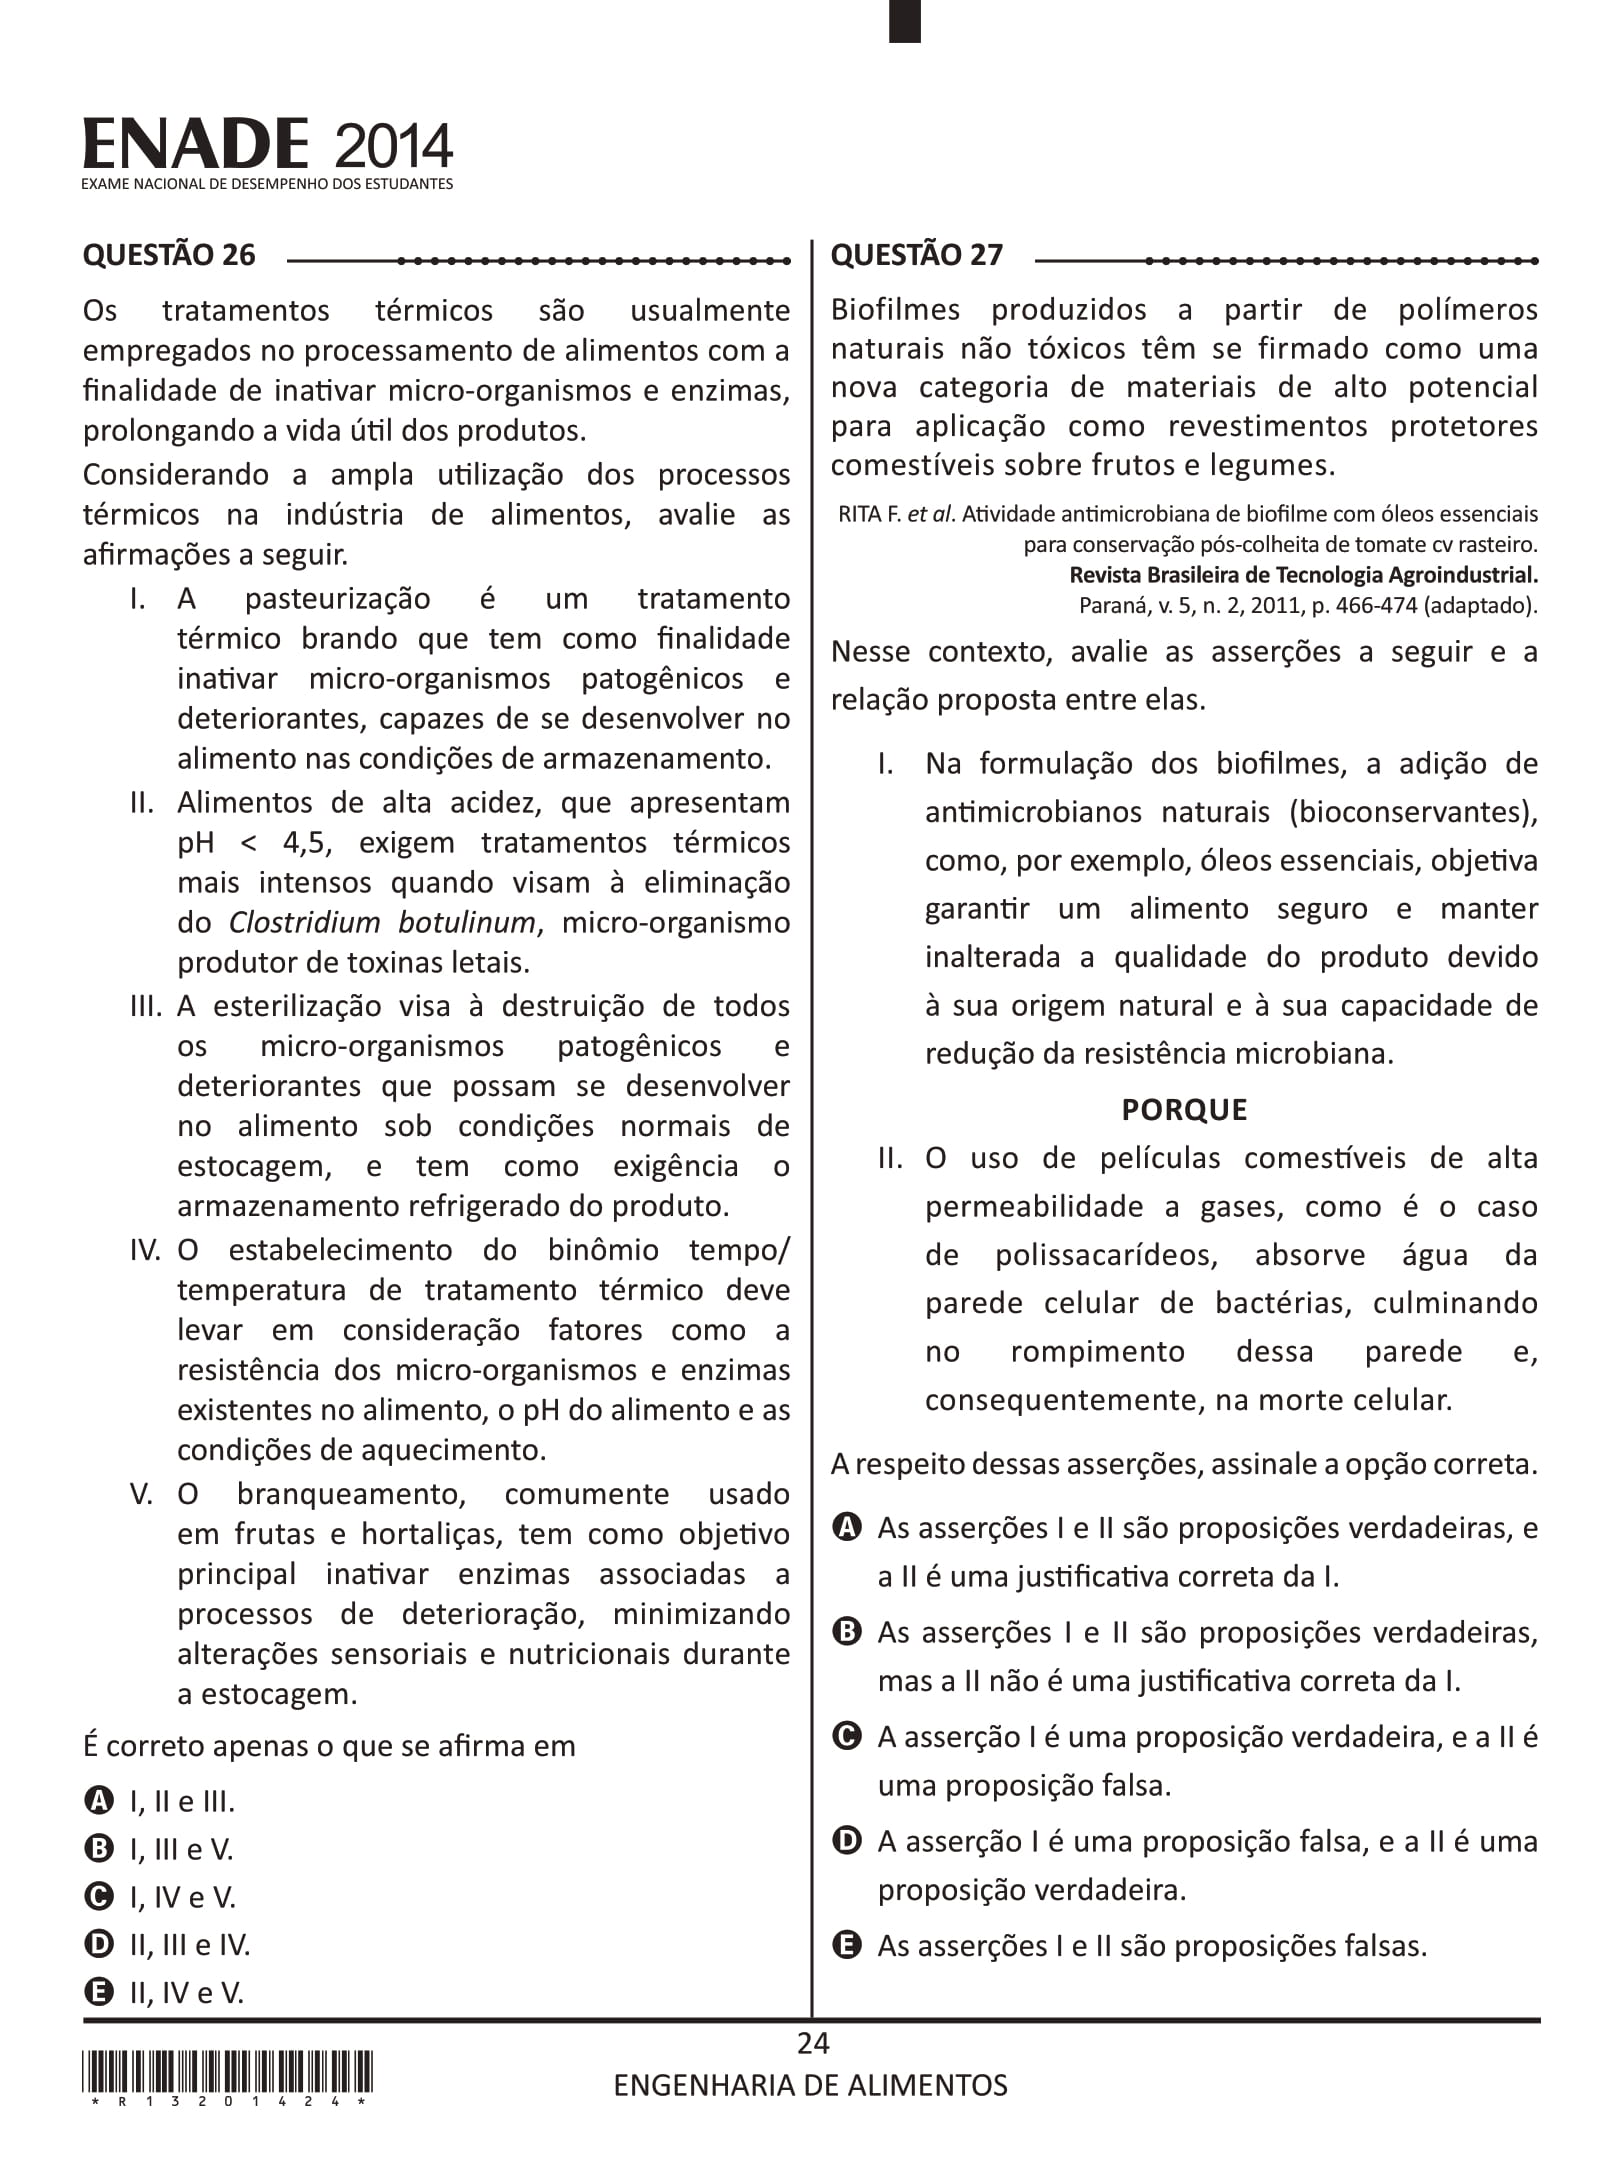 ENADE 2014
EXAME NACIONAL DE DESEMPENHO DOS ESTUDANTES
QUESTÃO 26
Os tratamentos térmicos são usualmente
empregados no processamento de alimentos com a
finalidade de inativar micro-organismos e enzimas,
prolongando a vida útil dos produtos.
Considerando a ampla utilização dos processos
térmicos na indústria de alimentos, avalie as
afirmações a seguir.
I. A pasteurização é um tratamento
térmico brando que tem como finalidade
inativar micro-organismos patogênicos e
deteriorantes, capazes de se desenvolver no
alimento nas condições de armazenamento.
II. Alimentos de alta acidez, que apresentam
pH < 4,5, exigem tratamentos térmicos
mais intensos quando visam à eliminação
do Clostridium botulinum, micro-organismo
produtor de toxinas letais.
III. A esterilização visa à destruição de todos
os micro-organismos patogênicos e
deteriorantes que possam se desenvolver
no alimento sob condições normais de
estocagem, e tem como exigência o
armazenamento refrigerado do produto.
IV. O estabelecimento do binômio tempo/
temperatura de tratamento térmico deve
levar em consideração fatores como a
resistência dos micro-organismos e enzimas
existentes no alimento, o pH do alimento e as
condições de aquecimento.
V. O branqueamento, comumente usado
em frutas e hortaliças, tem como objetivo
principal inativar enzimas associadas a
processos de deterioração, minimizando
alterações sensoriais e nutricionais durante
a estocagem.
É correto apenas o que se afirma em
A I, II e III.
B I, III e V.
C I, IV e V.
D II, III e IV.
E II, IV e V.
QUESTÃO 27
Biofilmes produzidos a partir de polímeros
naturais não tóxicos têm se firmado como uma
nova categoria de materiais de alto potencial
para aplicação como revestimentos protetores
comestíveis sobre frutos e legumes.
RITA F. et al. Atividade antimicrobiana de biofilme com óleos essenciais
para conservação pós-colheita de tomate cv rasteiro.
Revista Brasileira de Tecnologia Agroindustrial.
Paraná, v. 5, n. 2, 2011, p. 466-474 (adaptado).
Nesse contexto, avalie as asserções a seguir e a
relação proposta entre elas.
I. Na formulação dos biofilmes, a adição de
antimicrobianos naturais (bioconservantes),
como, por exemplo, óleos essenciais, objetiva
garantir um alimento seguro e manter
inalterada a qualidade do produto devido
à sua origem natural e à sua capacidade de
redução da resistência microbiana.
PORQUE
II. O uso de películas comestíveis de alta
permeabilidade a gases, como é o caso
de polissacarídeos, absorve água da
parede celular de bactérias, culminando
no rompimento dessa parede e,
consequentemente, na morte celular.
A respeito dessas asserções, assinale a opção correta.
A As asserções I e II são proposições verdadeiras, e
a II é uma justificativa correta da I.
B As asserções I e II são proposições verdadeiras,
mas a II não é uma justificativa correta da I.
C A asserção I é uma proposição verdadeira, e a II é
uma proposição falsa.
D A asserção I é uma proposição falsa, e a II é uma
proposição verdadeira.
E As asserções I e II são proposições falsas.
24
ENGENHARIA DE ALIMENTOS
*R13201424*